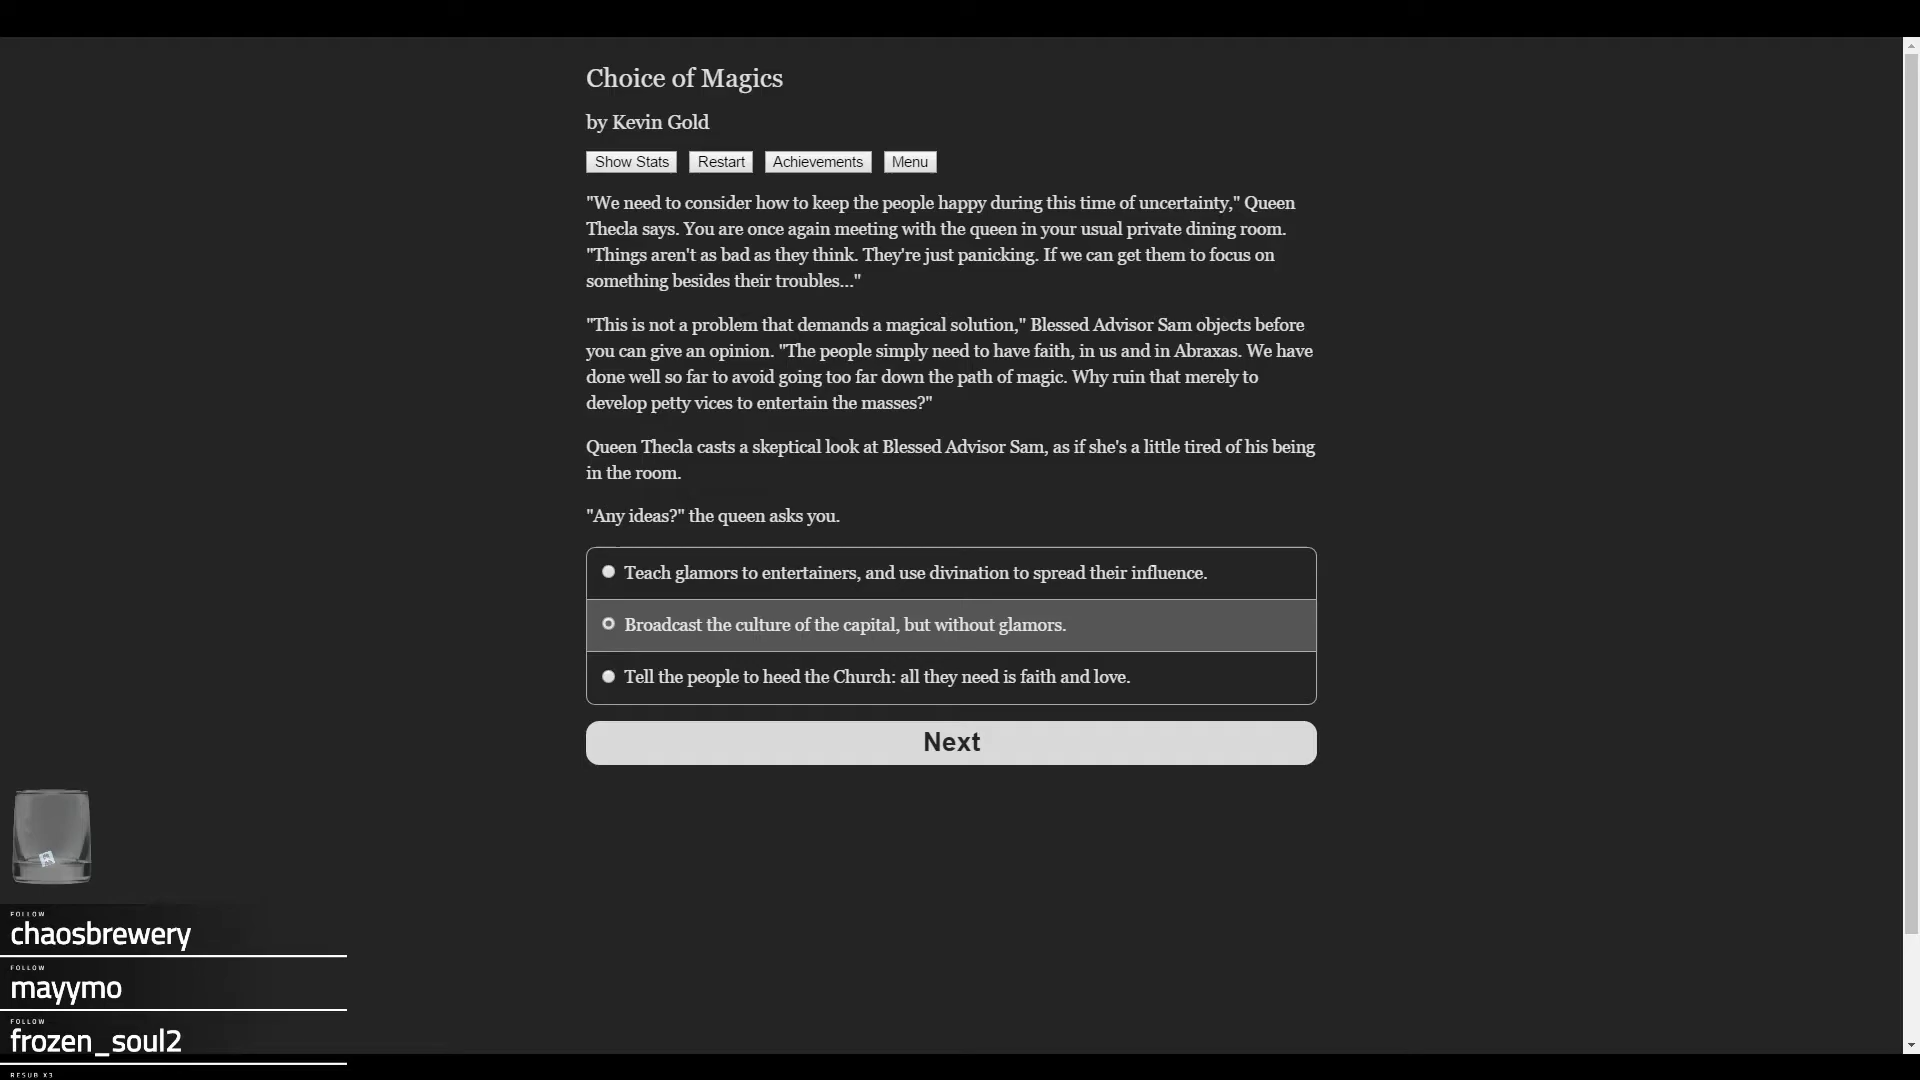 Choice of Magics
by Kevin Gold
Show Stats
Restart
Achievements
Menu
"We need to consider how to keep the people happy during this time of uncertainty," Queen
Thecla says. You are once again meeting with the queen in your usual private dining room.
"Things aren't as bad as they think. They're just panicking. If we can get them to focus on
something besides their troubles..."
"This is not a problem that demands a magical solution," Blessed Advisor Sam objects before
you can give an opinion. "The people simply need to have faith, in us and in Abraxas. We have
done well so far to avoid going too far down the path of magic. Why ruin that merely to
develop petty vices to entertain the masses?"
Queen Thecla casts a skeptical look at Blessed Advisor Sam, as if she's a little tired of his being
in the room.
"Any ideas?" the queen asks you.
Teach glamors to entertainers, and use divination to spread their influence.
Broadcast the culture of the capital, but without glamors.
Tell the people to heed the Church: all they need is faith and love.
Next
FOLLOW
chaosbrewery
FOLLOW
mayymo
FOLLOW
frozen_soul2
RESUB X3